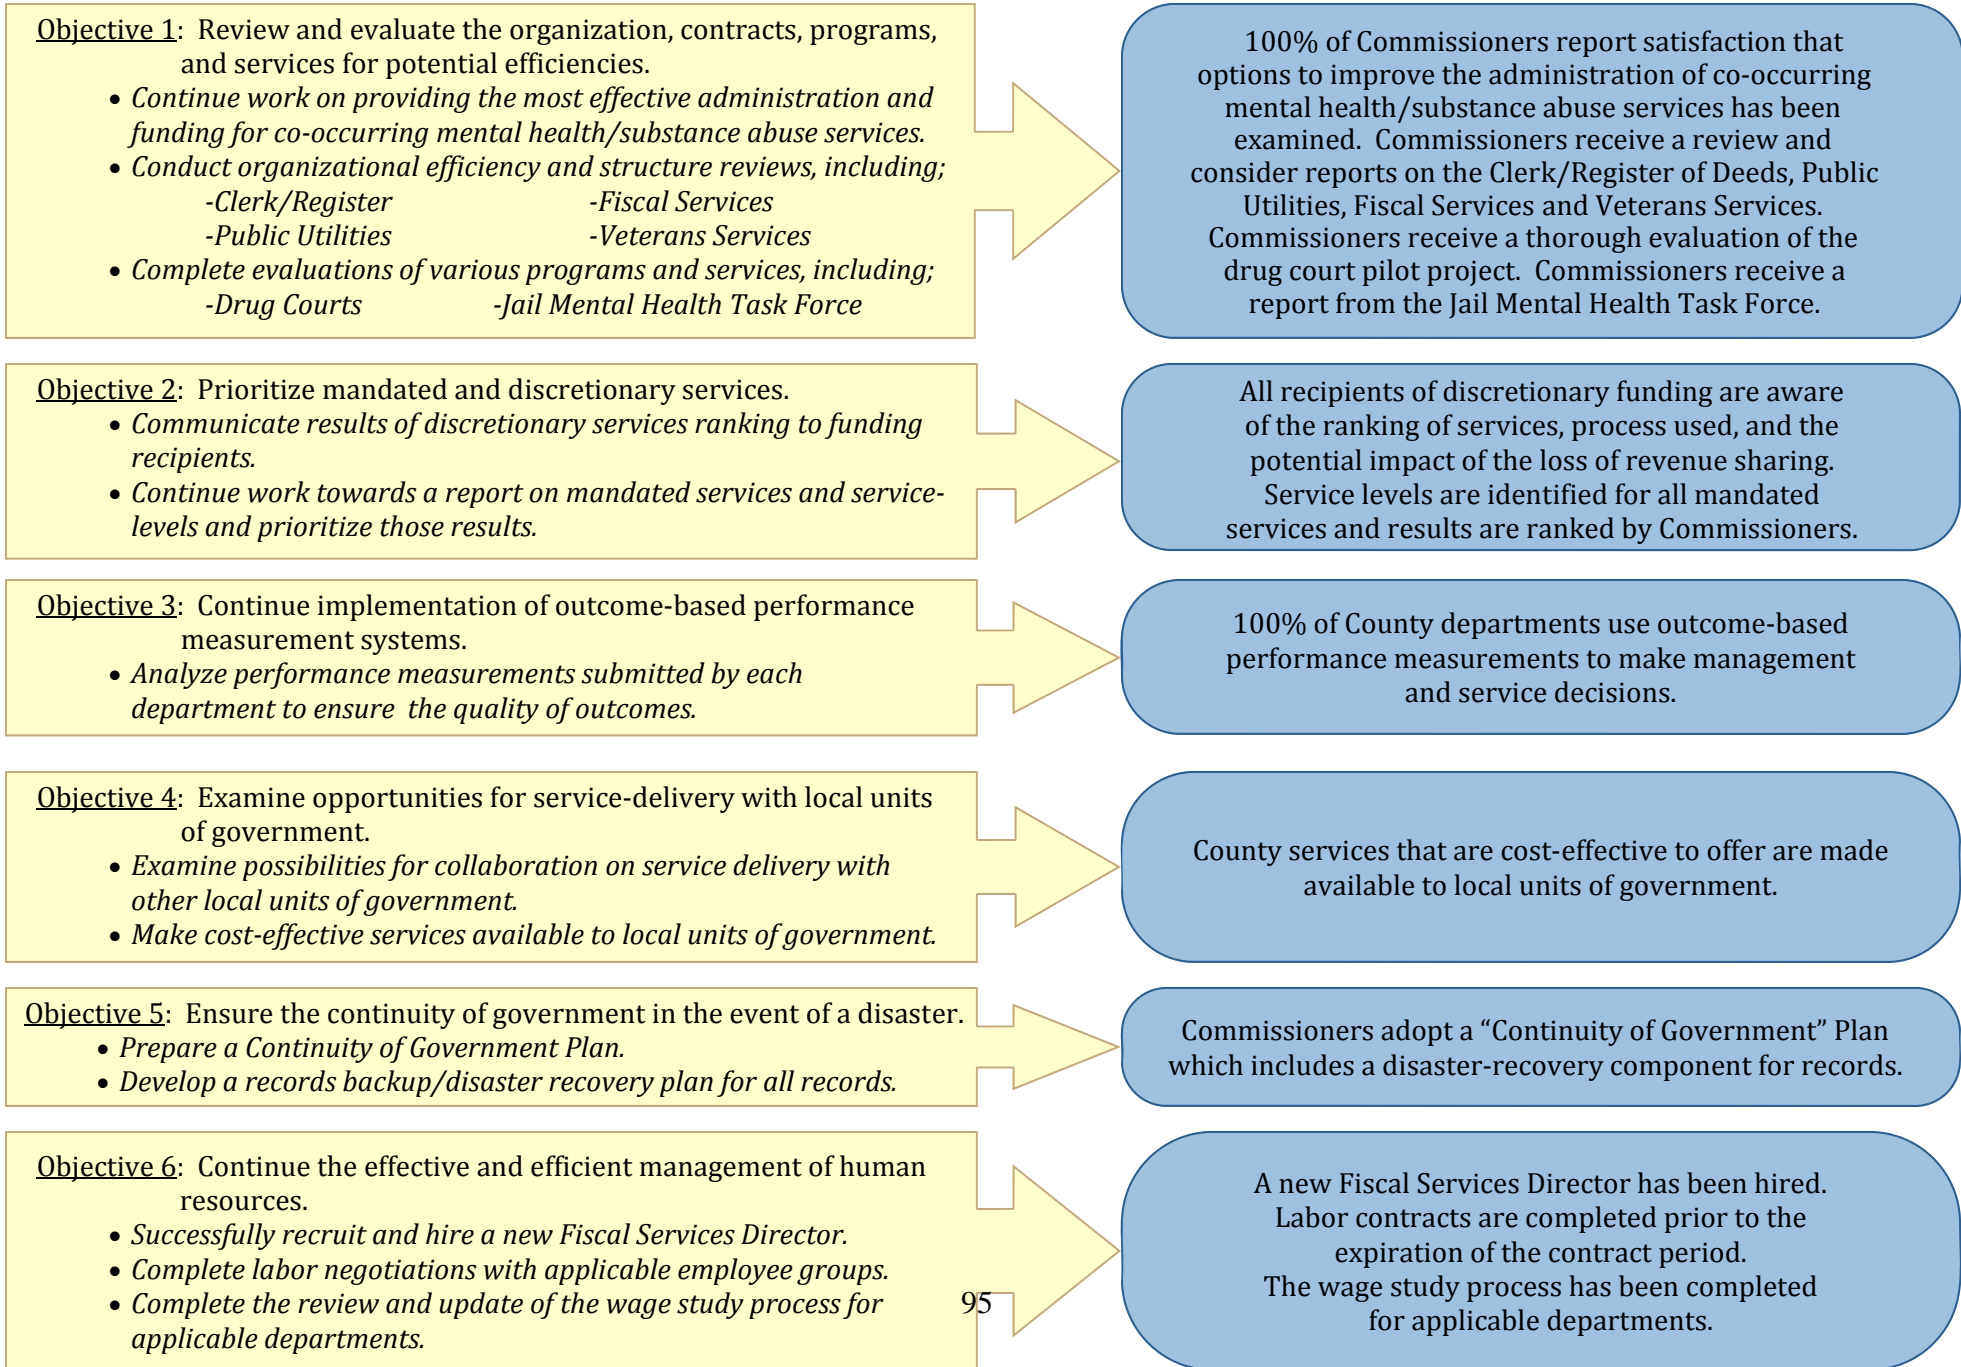 Objective 1:  Review and evaluate the organization, contracts, programs,
and services for potential efficiencies.
• Continue work on providing the most effective administration and
funding for co-occurring mental health/substance abuse services.
• Conduct organizational efficiency and structure reviews, including;
-Clerk/Register -Fiscal Services
-Public Utilities -Veterans Services
• Complete evaluations of various programs and services, including;
-Drug Courts -Jail Mental Health Task Force
100% of Commissioners report satisfaction that
options to improve the administration of co-occurring
mental health/substance abuse services has been
examined.  Commissioners receive a review and
consider reports on the Clerk/Register of Deeds, Public
Utilities, Fiscal Services and Veterans Services.
Commissioners receive a thorough evaluation of the
drug court pilot project.  Commissioners receive a
report from the Jail Mental Health Task Force.
Objective 2:  Prioritize mandated and discretionary services.
• Communicate results of discretionary services ranking to funding
recipients.
• Continue work towards a report on mandated services and service-
levels and prioritize those results.
All recipients of discretionary funding are aware
of the ranking of services, process used, and the
potential impact of the loss of revenue sharing.
Service levels are identified for all mandated
services and results are ranked by Commissioners.
Objective 3:  Continue implementation of outcome-based performance
measurement systems.
• Analyze performance measurements submitted by each
department to ensure  the quality of outcomes.
100% of County departments use outcome-based
performance measurements to make management
and service decisions.
Objective 4:  Examine opportunities for service-delivery with local units
of government.
• Examine possibilities for collaboration on service delivery with
other local units of government.
• Make cost-effective services available to local units of government.
County services that are cost-effective to offer are made
available to local units of government.
Objective 5:  Ensure the continuity of government in the event of a disaster.
• Prepare a Continuity of Government Plan.
• Develop a records backup/disaster recovery plan for all records.
Commissioners adopt a “Continuity of Government” Plan
which includes a disaster-recovery component for records.
Objective 6:  Continue the effective and efficient management of human
resources.
• Successfully recruit and hire a new Fiscal Services Director.
• Complete labor negotiations with applicable employee groups.
• Complete the review and update of the wage study process for
applicable departments.
A new Fiscal Services Director has been hired.
Labor contracts are completed prior to the
expiration of the contract period.
The wage study process has been completed
for applicable departments.
95